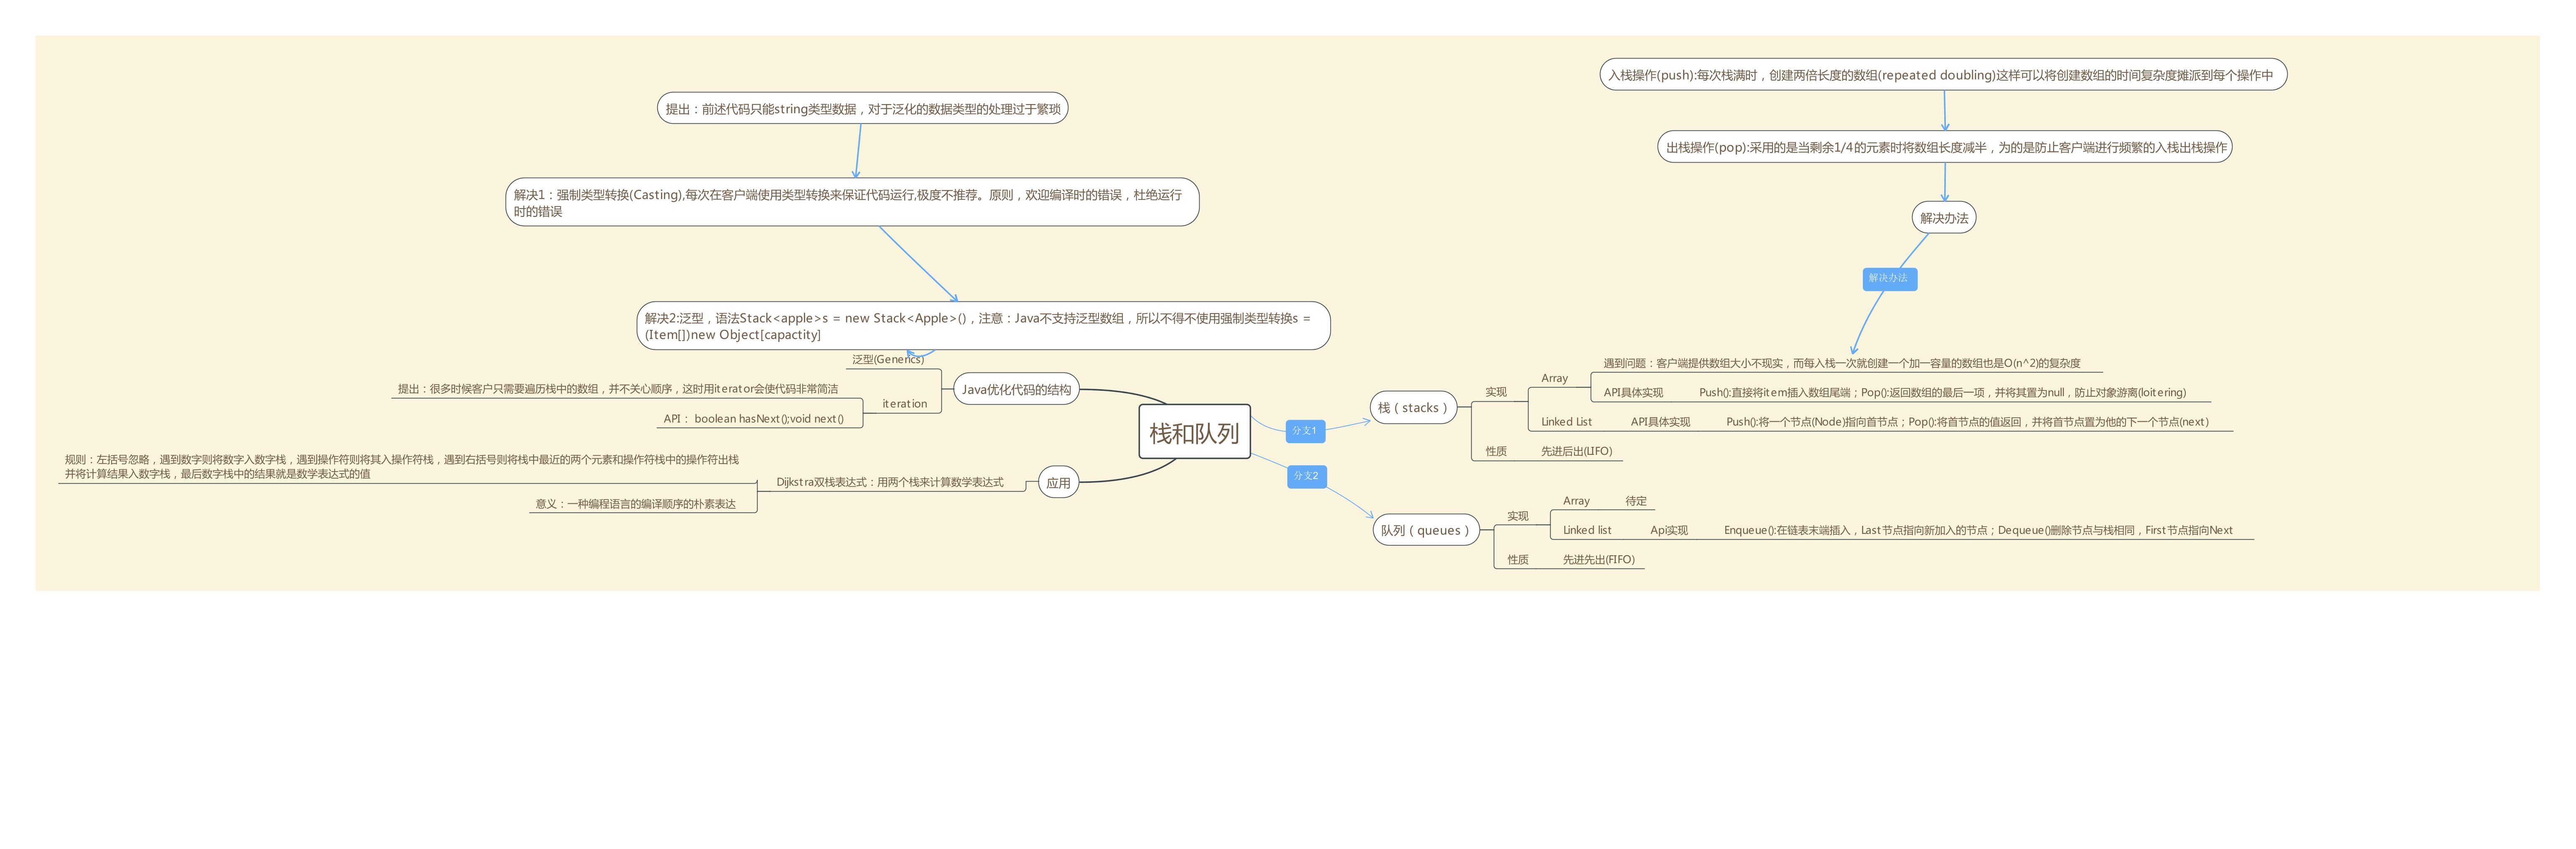 入栈操作(push):每次栈满时，创建两倍长度的数组(repeated doubling)这样可以将创建数组的时间复杂度摊派到每个操作中
提出：前述代码只能string类型数据，对于泛化的数据类型的处理过于繁琐
出栈操作(pop):采用的是当剩余1/4的元素时将数组长度减半，为的是防止客户端进行频繁的入栈出栈操作
解决1：强制类型转换(Casting),每次在客户端使用类型转换来保证代码运行,极度不推荐。原则，欢迎编译时的错误，杜绝运行
时的错误
解决办法
解决办法
解决2:泛型，语法Stack<apple>s = new Stack<Apple>()，注意：Java不支持泛型数组，所以不得不使用强制类型转换s =
(Item[])new Object[capactity]
泛型(Generics)
提出：很多时候客户只需要遍历栈中的数组，并不关心顺序，这时用iterator会使代码非常简洁
iteration
API： boolean hasNext();void next()
Java优化代码的结构
规则：左括号忽略，遇到数字则将数字入数字栈，遇到操作符则将其入操作符栈，遇到右括号则将栈中最近的两个元素和操作符栈中的操作符出栈
并将计算结果入数字栈，最后数字栈中的结果就是数学表达式的值
意义：一种编程语言的编译顺序的朴素表达
Dijkstra双栈表达式：用两个栈来计算数学表达式
应用
栈和队列
分支1
分支2
栈（stacks）
实现
Array
遇到问题：客户端提供数组大小不现实，而每入栈一次就创建一个加一容量的数组也是O(n^2)的复杂度
API具体实现
Push():直接将item插入数组尾端；Pop():返回数组的最后一项，并将其置为null，防止对象游离(loitering)
Linked List
API具体实现
Push():将一个节点(Node)指向首节点；Pop():将首节点的值返回，并将首节点置为他的下一个节点(next）
性质
先进后出(LIFO)
队列（queues）
实现
Array
待定
Linked list
Api实现
Enqueue():在链表末端插入，Last节点指向新加入的节点；Dequeue()删除节点与栈相同，First节点指向Next
性质
先进先出(FIFO)